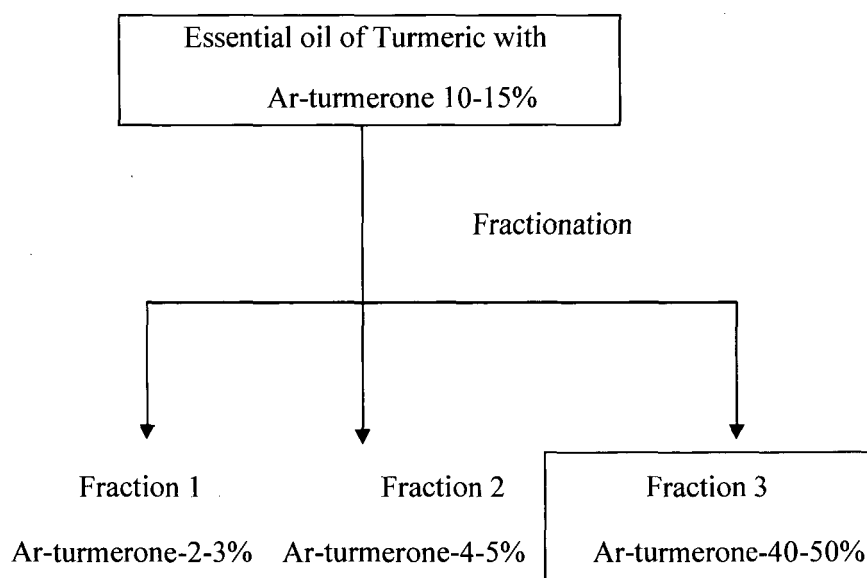 Essential oil of Turmeric with
Ar-turmerone 10-15%
Fractionation
Fraction 1
Fraction 2
Fraction 3
Ar-turmerone-2-3%
Ar-turmerone-4-5%
Ar-turmerone-40-50%